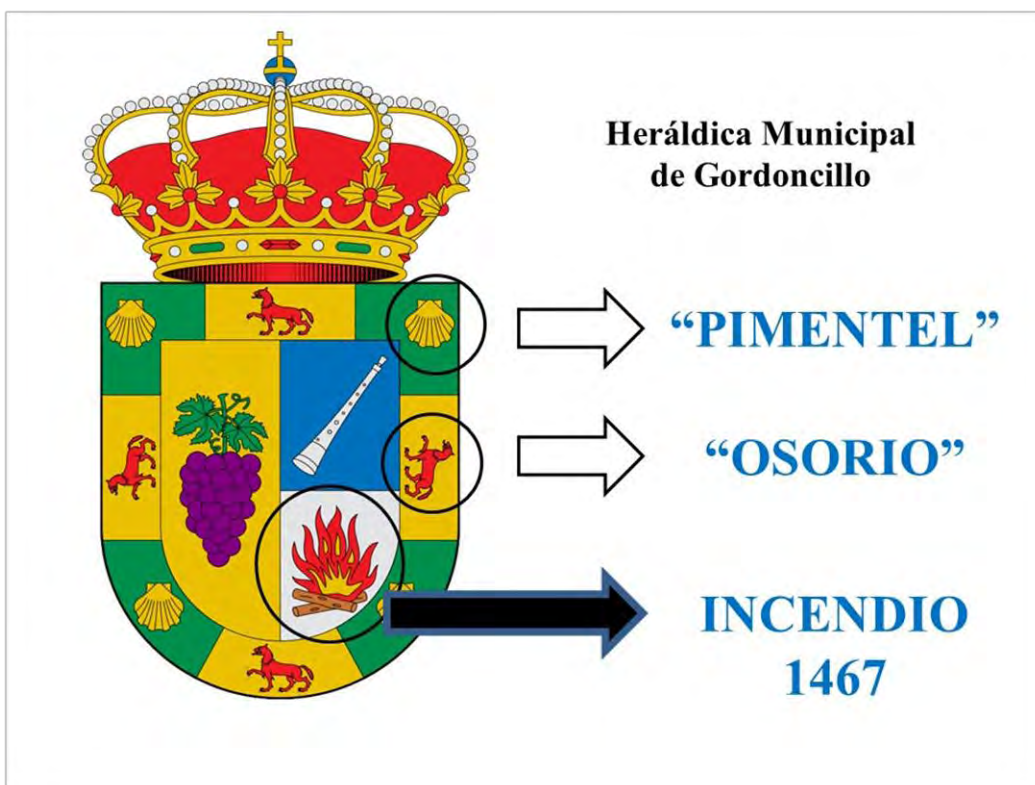 Heráldica Municipal
de Gordoncillo
“PIMENTEL”
“OSORIO”
INCENDIO
1467